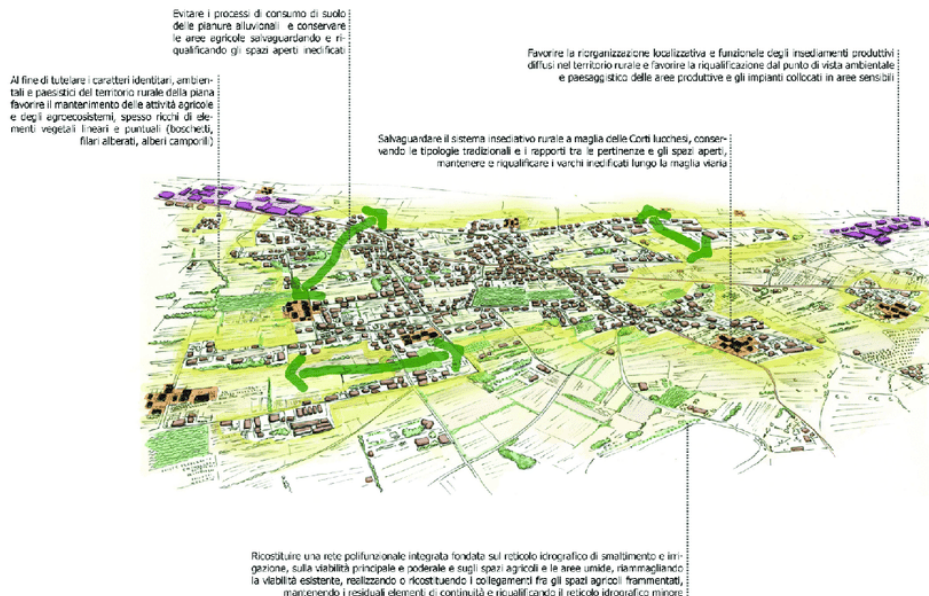 Evitare i processi di consumo di suolo
delle pianure alluvionali e conservare
le aree agricole salvaguardando e ri-
qualificando gli spazi aperti inedificati
Favorire la riorganizzazione localizzativa e funzionale degli insediamenti produttivi
diffusi nel territorio rurale e favorire la riqualificazione dal punto di vista ambientale
e paesaggistico delle aree produttive e gli impianti collocati in aree sensibili
Al fine di tutelare i caratteri identitari, ambien-
tali e paesistici del territorio rurale della piana
favorire il mantenimento delle attività agricole
e degli agroecosistemi, spesso ricchi di ele-
menti vegetali lineari e puntuali (boschetti,
filari alberati, alberi camporili)
Salvaguardare il sistema insediativo rurale a maglia delle Corti lucchesi, conser-
vando le tipologie tradizionali e i rapporti tra le pertinenze e gli spazi aperti,
mantenere e riqualificare i varchi inedificati lungo la maglia viaria
Ricostituire una rete polifunzionale integrata fondata sul reticolo idrografico di smaltimento e irri-
gazione, sulla viabilità principale e poderale e sugli spazi agricoli e le aree umide, riammagliando
la viabilità esistente, realizzando o ricostituendo i collegamenti fra gli spazi agricoli frammentati,
mantenendo i residuali elementi di continuità e riqualificando il reticolo idrografico minore